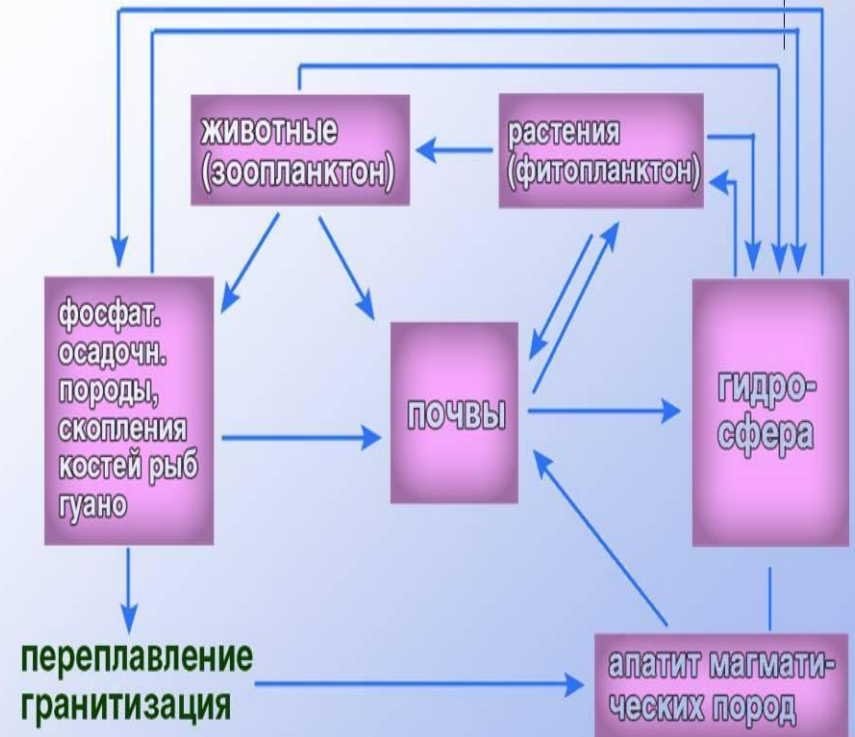 животные
(зоопланктон)
растения
(фитопланктон)
фосфат.
осадочн.
породы,
скопления
костей рыб
гуано
почвы
гидро-
сфера
переплавление
гранитизация
апатит магмати-
ческих пород